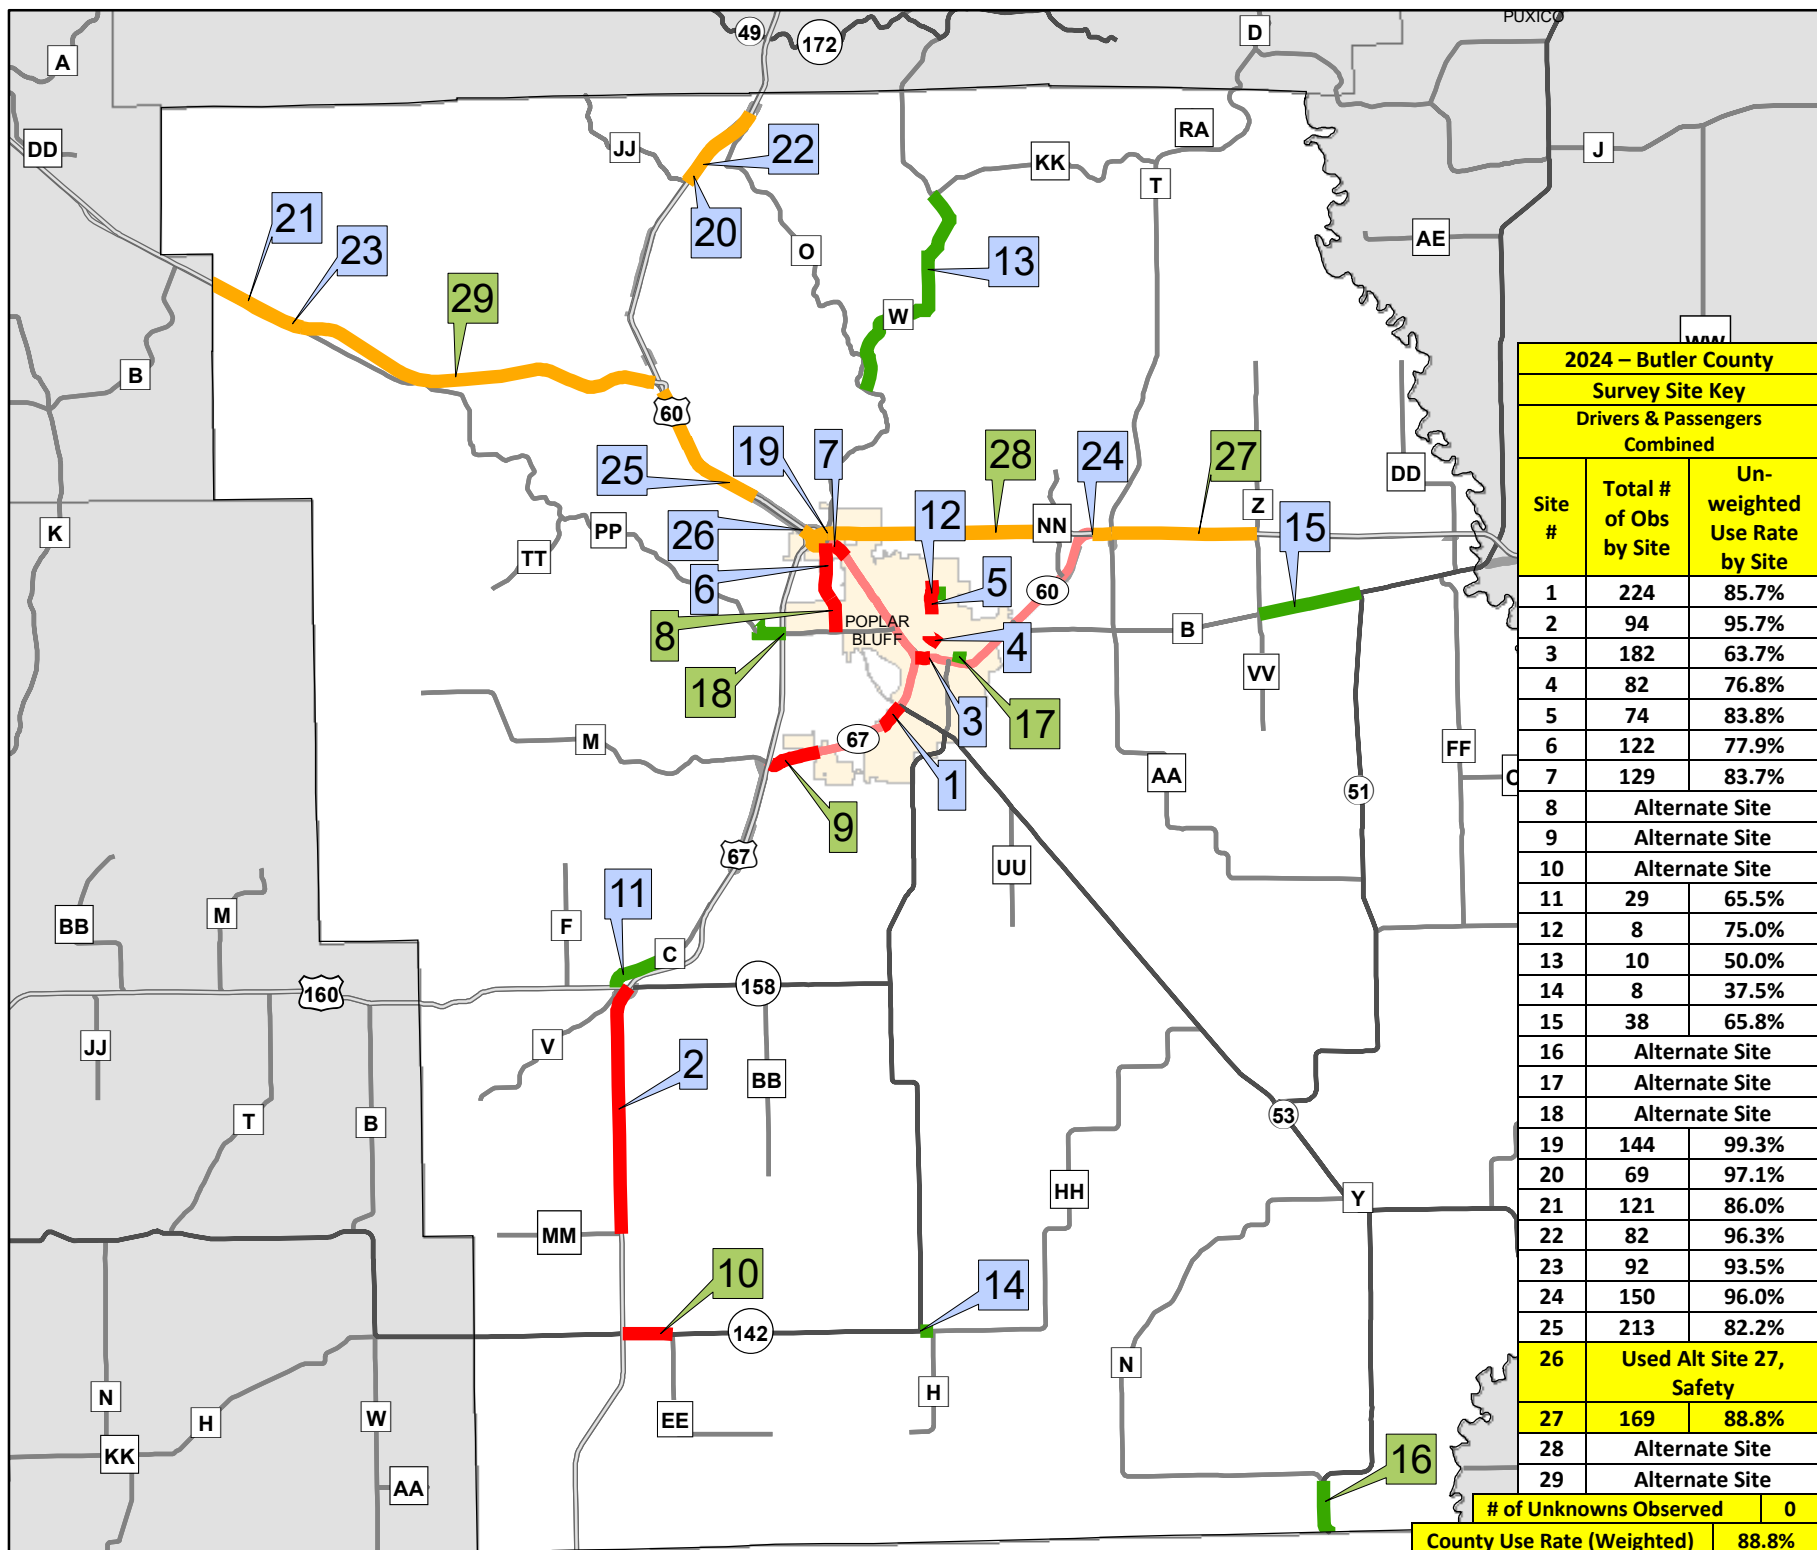 PUXICO
49
172
D
A
DD
JJ
22
RA
J
KK
T
21
23
20
O
13
AE
29
W
B
60
19
7
28
24
27
25
12
NN
Z
15
DD
K
PP
26
TT
6
5
60
8
POPLAR
BLUFF
4
B
18
3
17
VV
M
67
1
AA
FF
51
9
67
UU
11
BB
M
F
C
160
158
JJ
V
2
BB
T
B
53
HH
Y
MM
10
14
142
N
N
H
W
EE
H
KK
AA
16
2024 – Butler County
Survey Site Key
Drivers & Passengers
Combined
Site
#
Total #
of Obs
by Site
Un-
weighted
Use Rate
by Site
1 224 85.7%
2 94 95.7%
3 182 63.7%
4 82 76.8%
5 74 83.8%
6 122 77.9%
7 129 83.7%
8 Alternate Site
9 Alternate Site
10 Alternate Site
11 29 65.5%
12 8 75.0%
13 10 50.0%
14 8 37.5%
15 38 65.8%
16 Alternate Site
17 Alternate Site
18 Alternate Site
19 144 99.3%
20 69 97.1%
21 121 86.0%
22 82 96.3%
23 92 93.5%
24 150 96.0%
25 213 82.2%
26 Used Alt Site 27,
Safety
27 169 88.8%
28 Alternate Site
29 Alternate Site
# of Unknowns Observed 0
County Use Rate (Weighted) 88.8%